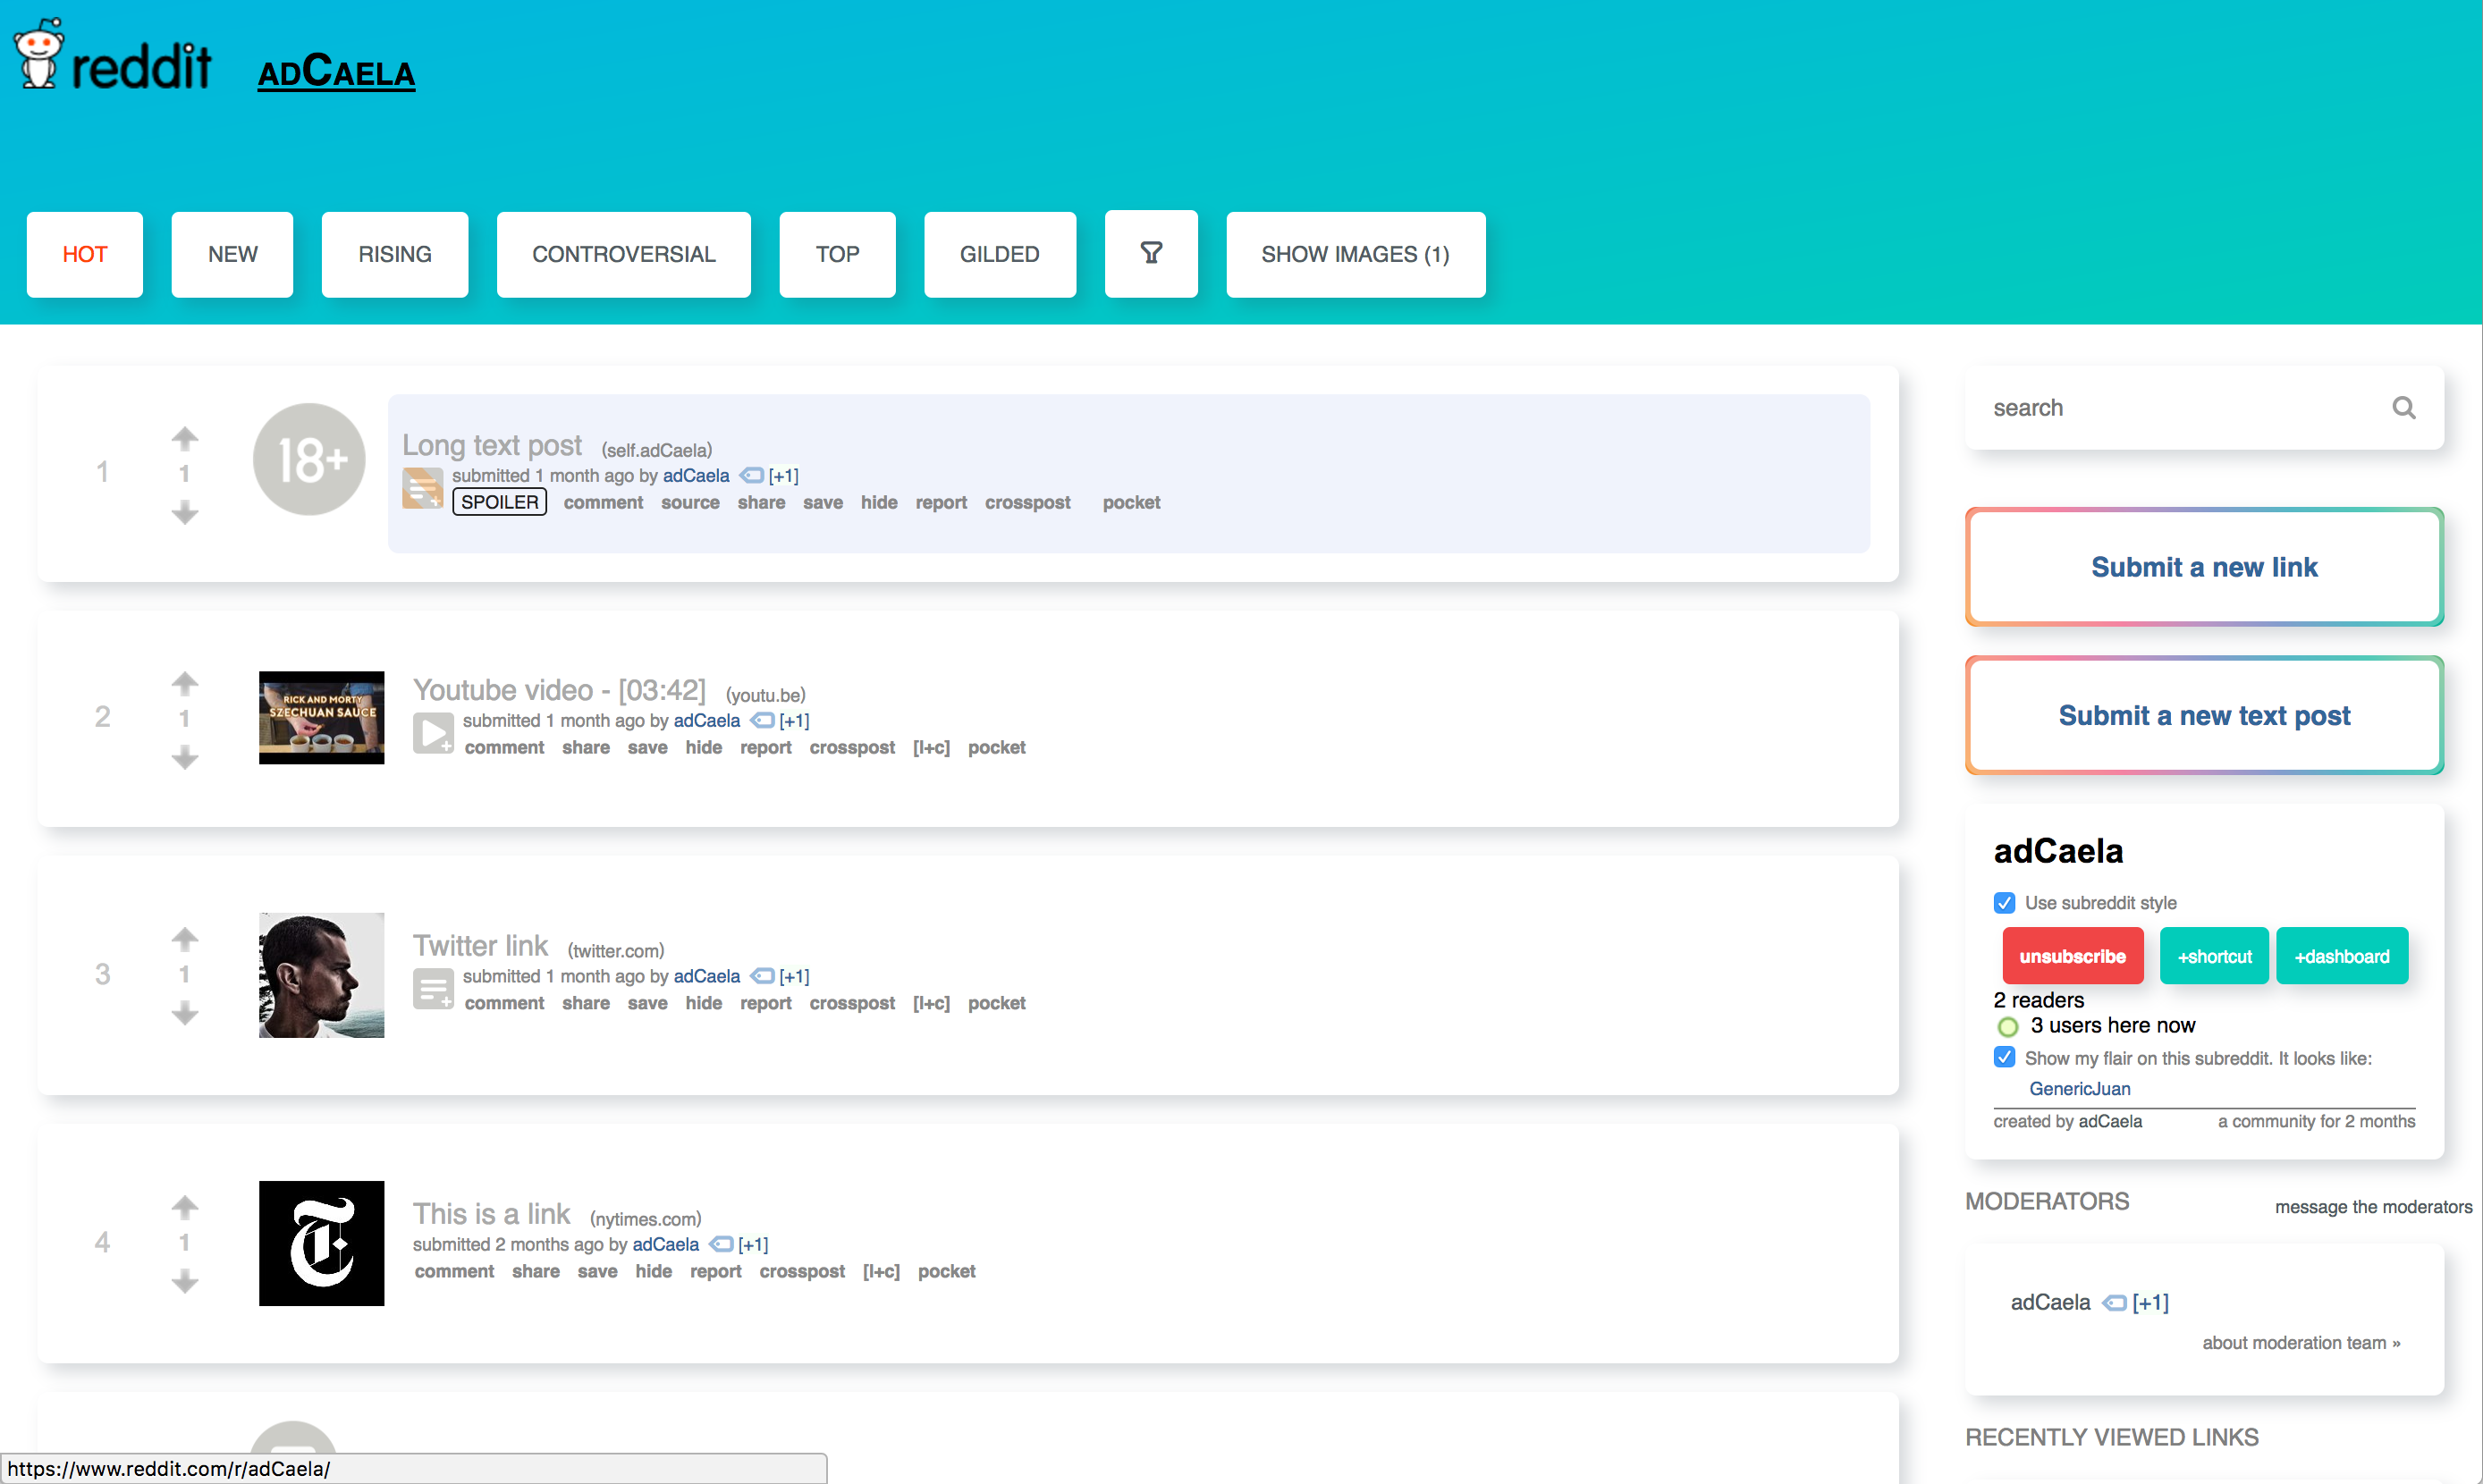 reddit ADCAELA
HOT NEW RISING CONTROVERSIAL TOP GILDED SHOW IMAGES (1)
1
1
18+
Long text post (self.adCaela)
submitted 1 month ago by adCaela [+1]
SPOILER comment source share save hide report crosspost pocket
2
1
RICK AND MORTY
SZECHUAN SAUCE
Youtube video - [03:42] (youtu.be)
submitted 1 month ago by adCaela [+1]
comment share save hide report crosspost [l+c] pocket
3
1
Twitter link (twitter.com)
submitted 1 month ago by adCaela [+1]
comment share save hide report crosspost [l+c] pocket
4
1
T
This is a link (nytimes.com)
submitted 2 months ago by adCaela [+1]
comment share save hide report crosspost [l+c] pocket
https://www.reddit.com/r/adCaela/
search
Submit a new link
Submit a new text post
adCaela
Use subreddit style
unsubscribe +shortcut +dashboard
2 readers
3 users here now
Show my flair on this subreddit. It looks like:
GenericJuan
created by adCaela a community for 2 months
MODERATORS message the moderators
adCaela [+1]
about moderation team »
RECENTLY VIEWED LINKS